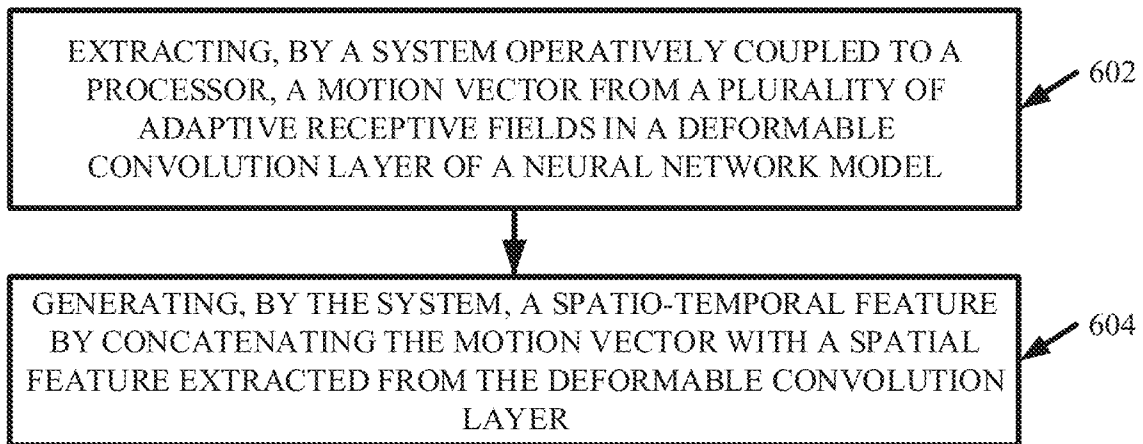 EXTRACTING, BY A SYSTEM OPERATIVELY COUPLED TO A
PROCESSOR, A MOTION VECTOR FROM A PLURALITY OF
ADAPTIVE RECEPTIVE FIELDS IN A DEFORMABLE
CONVOLUTION LAYER OF A NEURAL NETWORK MODEL
602
GENERATING, BY THE SYSTEM, A SPATIO-TEMPORAL FEATURE
BY CONCATENATING THE MOTION VECTOR WITH A SPATIAL
FEATURE EXTRACTED FROM THE DEFORMABLE CONVOLUTION
LAYER
604